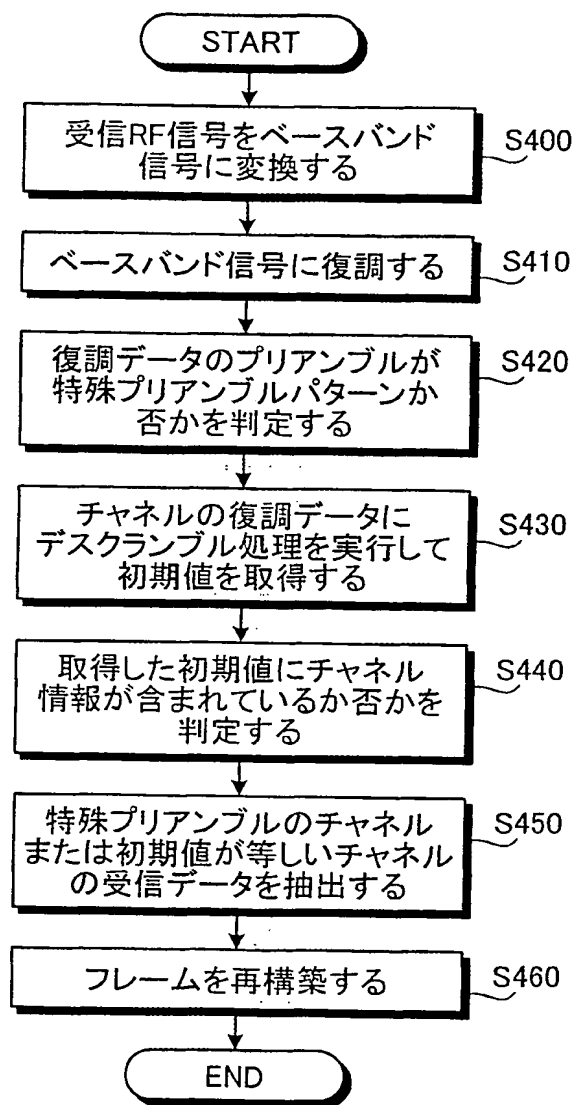 START
受信RF信号をベースバンド
信号に変換する
S400
ベースバンド信号に復調する
S410
復調データのプリアンブルが
特殊プリアンブルパターンか
否かを判定する
S420
チャネルの復調データに
デスクランブル処理を実行して
初期値を取得する
S430
取得した初期値にチャネル
情報が含まれているか否かを
判定する
S440
特殊プリアンブルのチャネル
または初期値が等しいチャネル
の受信データを抽出する
S450
フレームを再構築する
S460
END